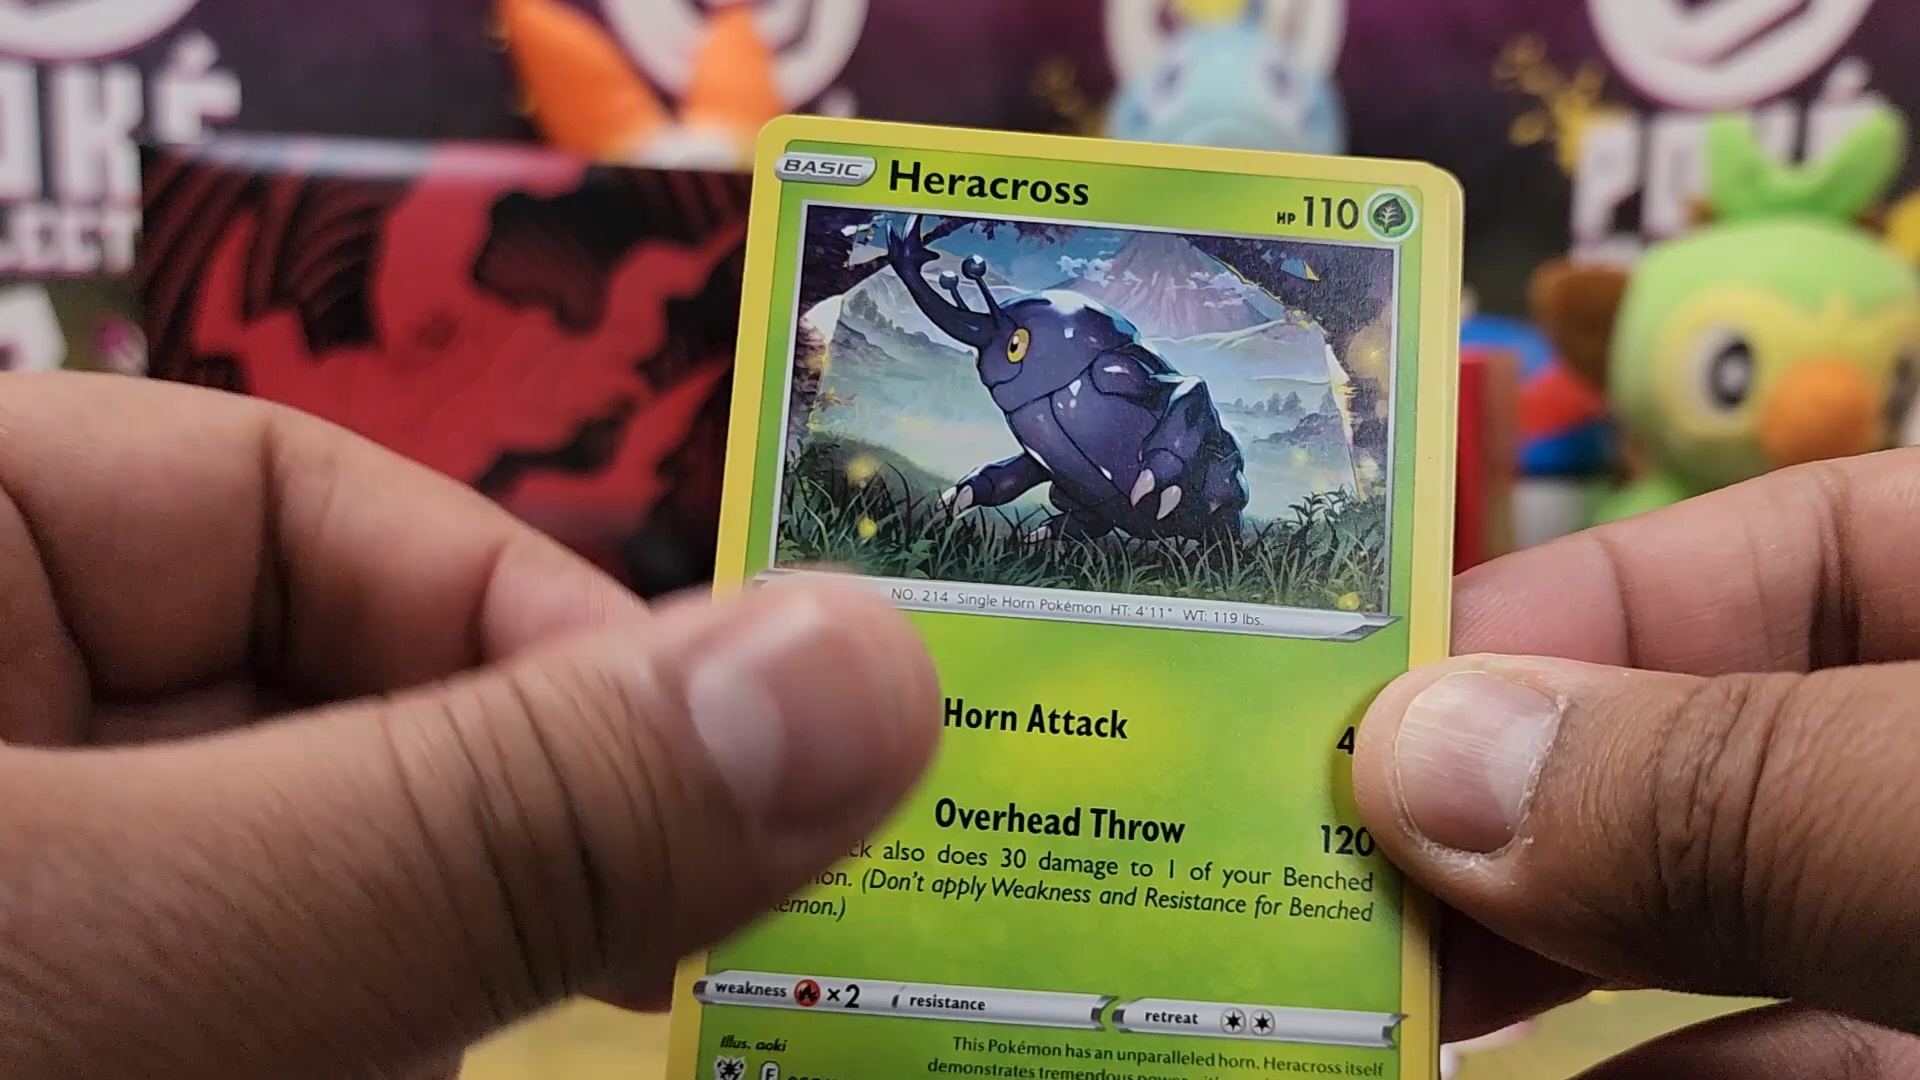 BASIC Heracross HP 110
NO. 214 Single Horn Pokémon HT: 4'11" WT: 119 lbs.
Horn Attack 4
Overhead Throw 120
also does 30 damage to 1 of your Benched
(Don't apply Weakness and Resistance for Benched
weakness ×2 resistance retreat
Illus. aoki
This Pokémon has an unparalleled horn. Heracross itself
demonstrates tremendous
F